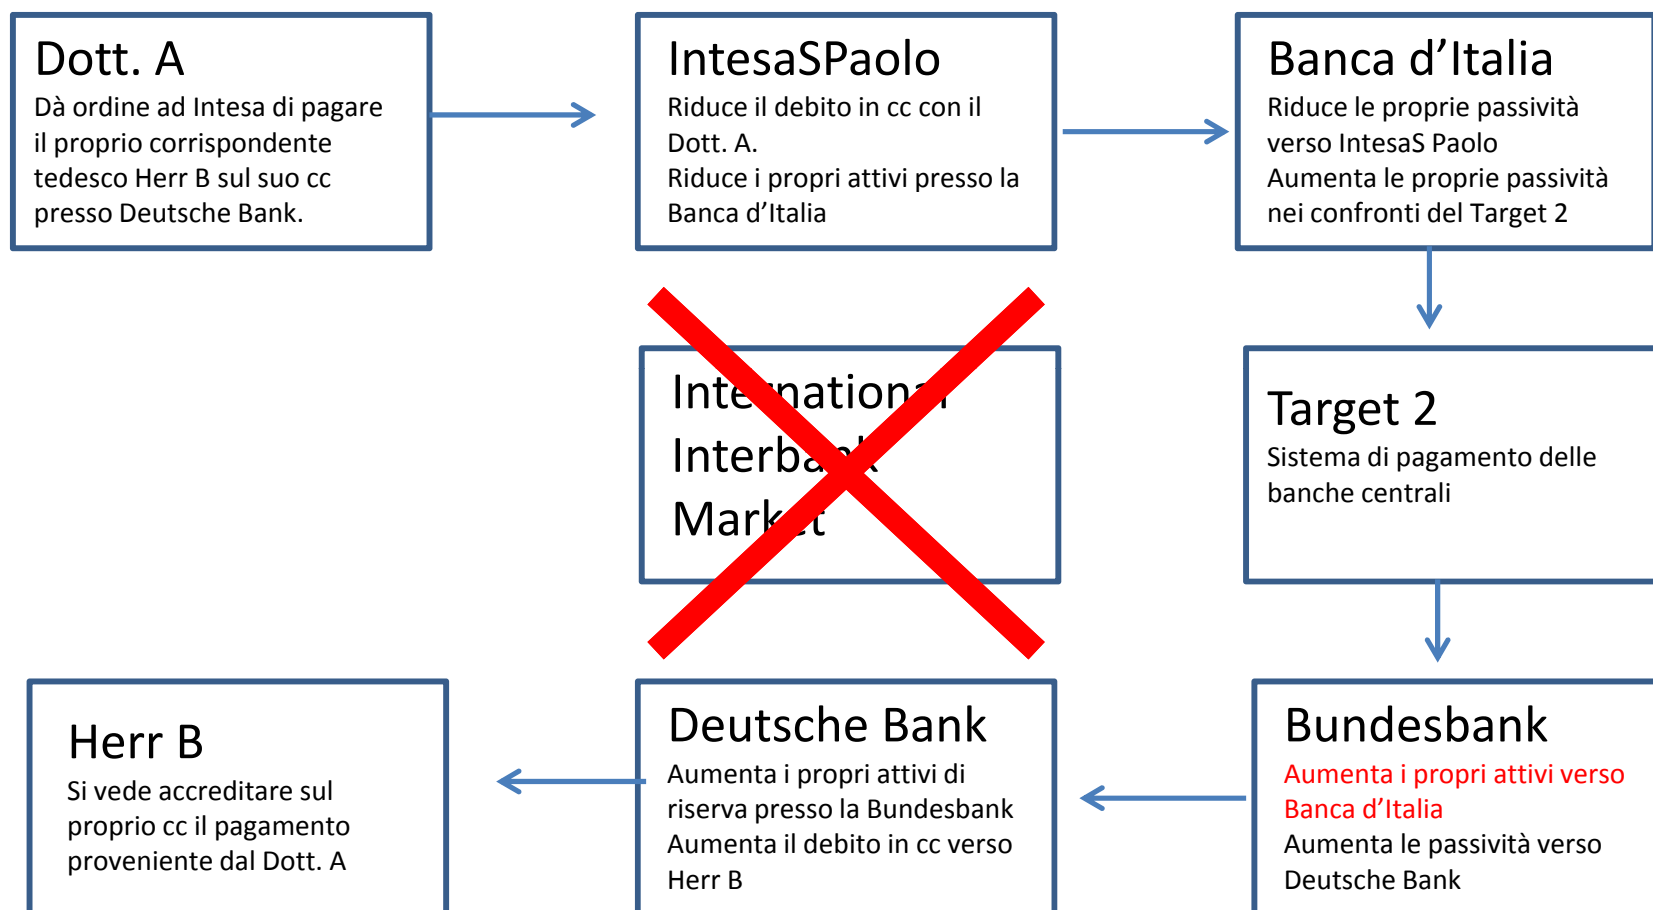 Dott. A
Dà ordine ad Intesa di pagare
il proprio corrispondente
tedesco Herr B sul suo cc
presso Deutsche Bank.
IntesaSPaolo
Riduce il debito in cc con il
Dott. A.
Riduce i propri attivi presso la
Banca d’Italia
Banca d’Italia
Riduce le proprie passività
verso IntesaS Paolo
Aumenta le proprie passività
nei confronti del Target 2
International
Interbank
Market
Target 2
Sistema di pagamento delle
banche centrali
Herr B
Si vede accreditare sul
proprio cc il pagamento
proveniente dal Dott. A
Deutsche Bank
Aumenta i propri attivi di
riserva presso la Bundesbank
Aumenta il debito in cc verso
Herr B
Bundesbank
Aumenta i propri attivi verso
Banca d’Italia
Aumenta le passività verso
Deutsche Bank